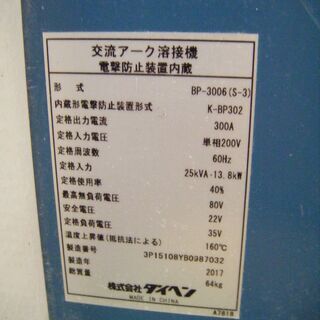 交流アーク溶接機
電撃防止装置内蔵
形式 BP-3006(S-3)
内蔵形電撃防止装置形式 K-BP302
定格出力電流 300A
定格入力電圧 単相200V
定格周波数 60Hz
定格入力 25kVA-13.8kW
定格使用率 40%
最高無負荷電圧 80V
安全電圧 22V
定格負荷電圧 35V
温度上昇値(抵抗法による) 160℃
製造番号 3P15108YB0987032
製造年 2017
総質量 64kg
株式会社ダイヘン
MADE IN CHINA